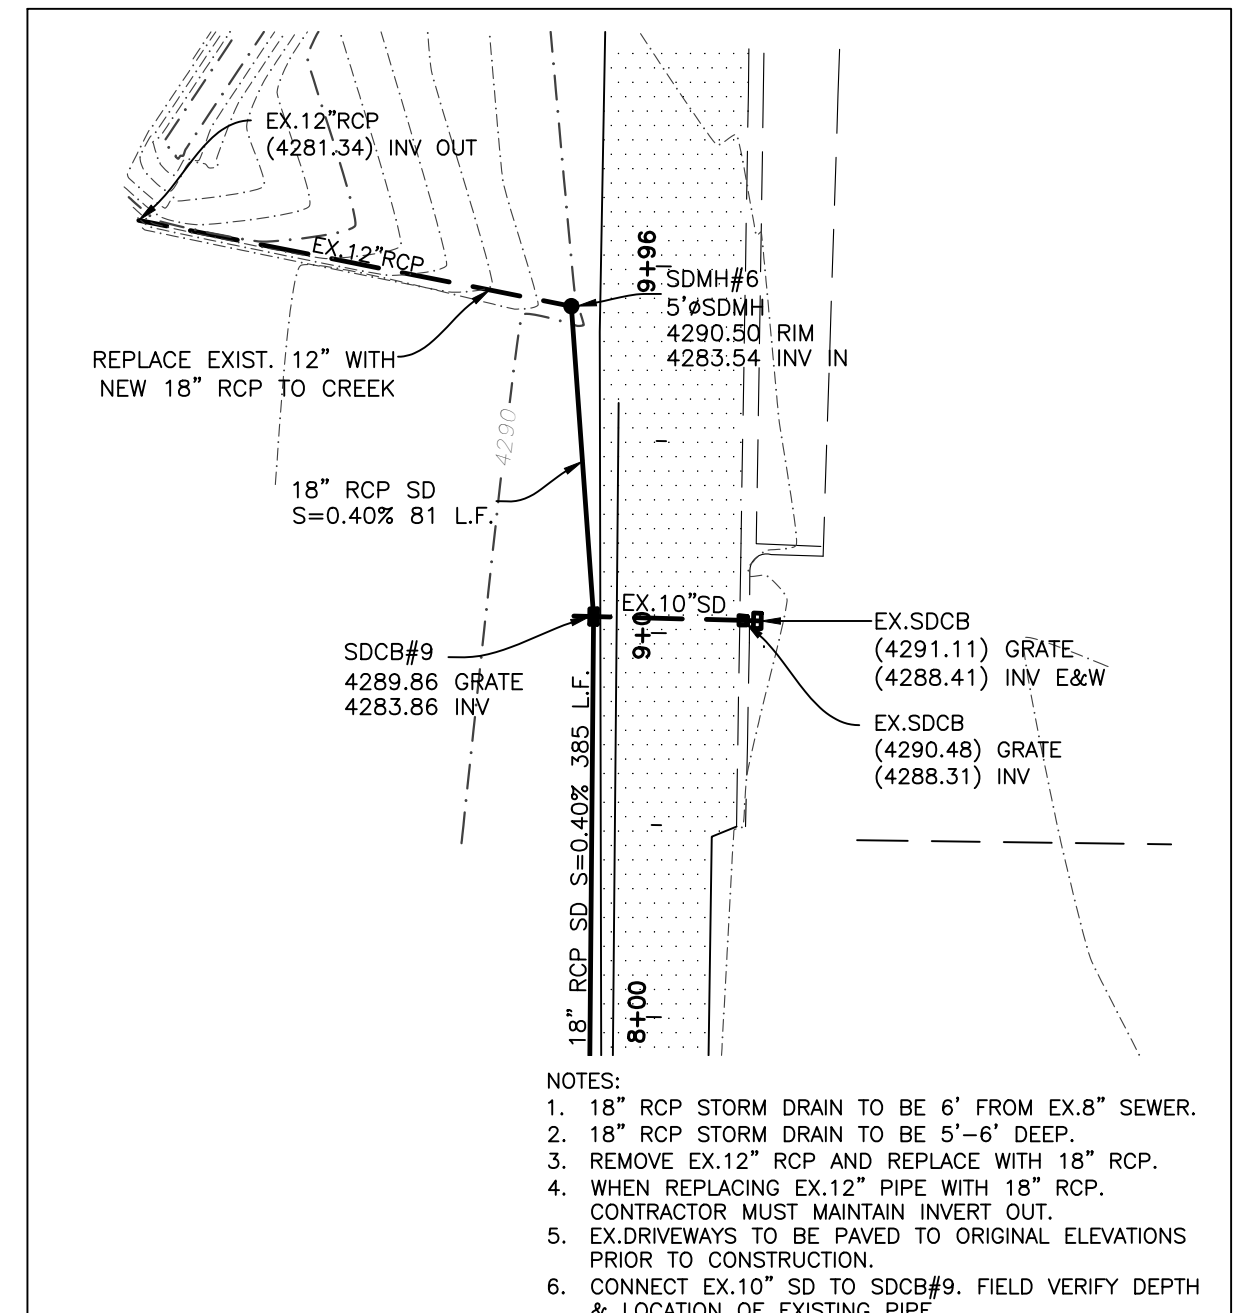 EX.12”RCP
(4281.34) INV OUT
EX.12”RCP
9+96
SDMH#6
5'øSDMH
4290.50 RIM
4283.54 INV IN
REPLACE EXIST. 12” WITH
NEW 18” RCP TO CREEK
4290
18” RCP SD
S=0.40% 81 L.F.
EX.10”SD
9+0
SDCB#9
4289.86 GRATE
4283.86 INV
EX.SDCB
(4291.11) GRATE
(4288.41) INV E&W
EX.SDCB
(4290.48) GRATE
(4288.31) INV
18” RCP SD S=0.40% 385 L.F.
8+00
NOTES:
1. 18” RCP STORM DRAIN TO BE 6' FROM EX.8” SEWER.
2. 18” RCP STORM DRAIN TO BE 5'–6' DEEP.
3. REMOVE EX.12” RCP AND REPLACE WITH 18” RCP.
4. WHEN REPLACING EX.12” PIPE WITH 18” RCP.
CONTRACTOR MUST MAINTAIN INVERT OUT.
5. EX.DRIVEWAYS TO BE PAVED TO ORIGINAL ELEVATIONS
PRIOR TO CONSTRUCTION.
6. CONNECT EX.10” SD TO SDCB#9. FIELD VERIFY DEPTH
& LOCATION OF EXISTING PIPE